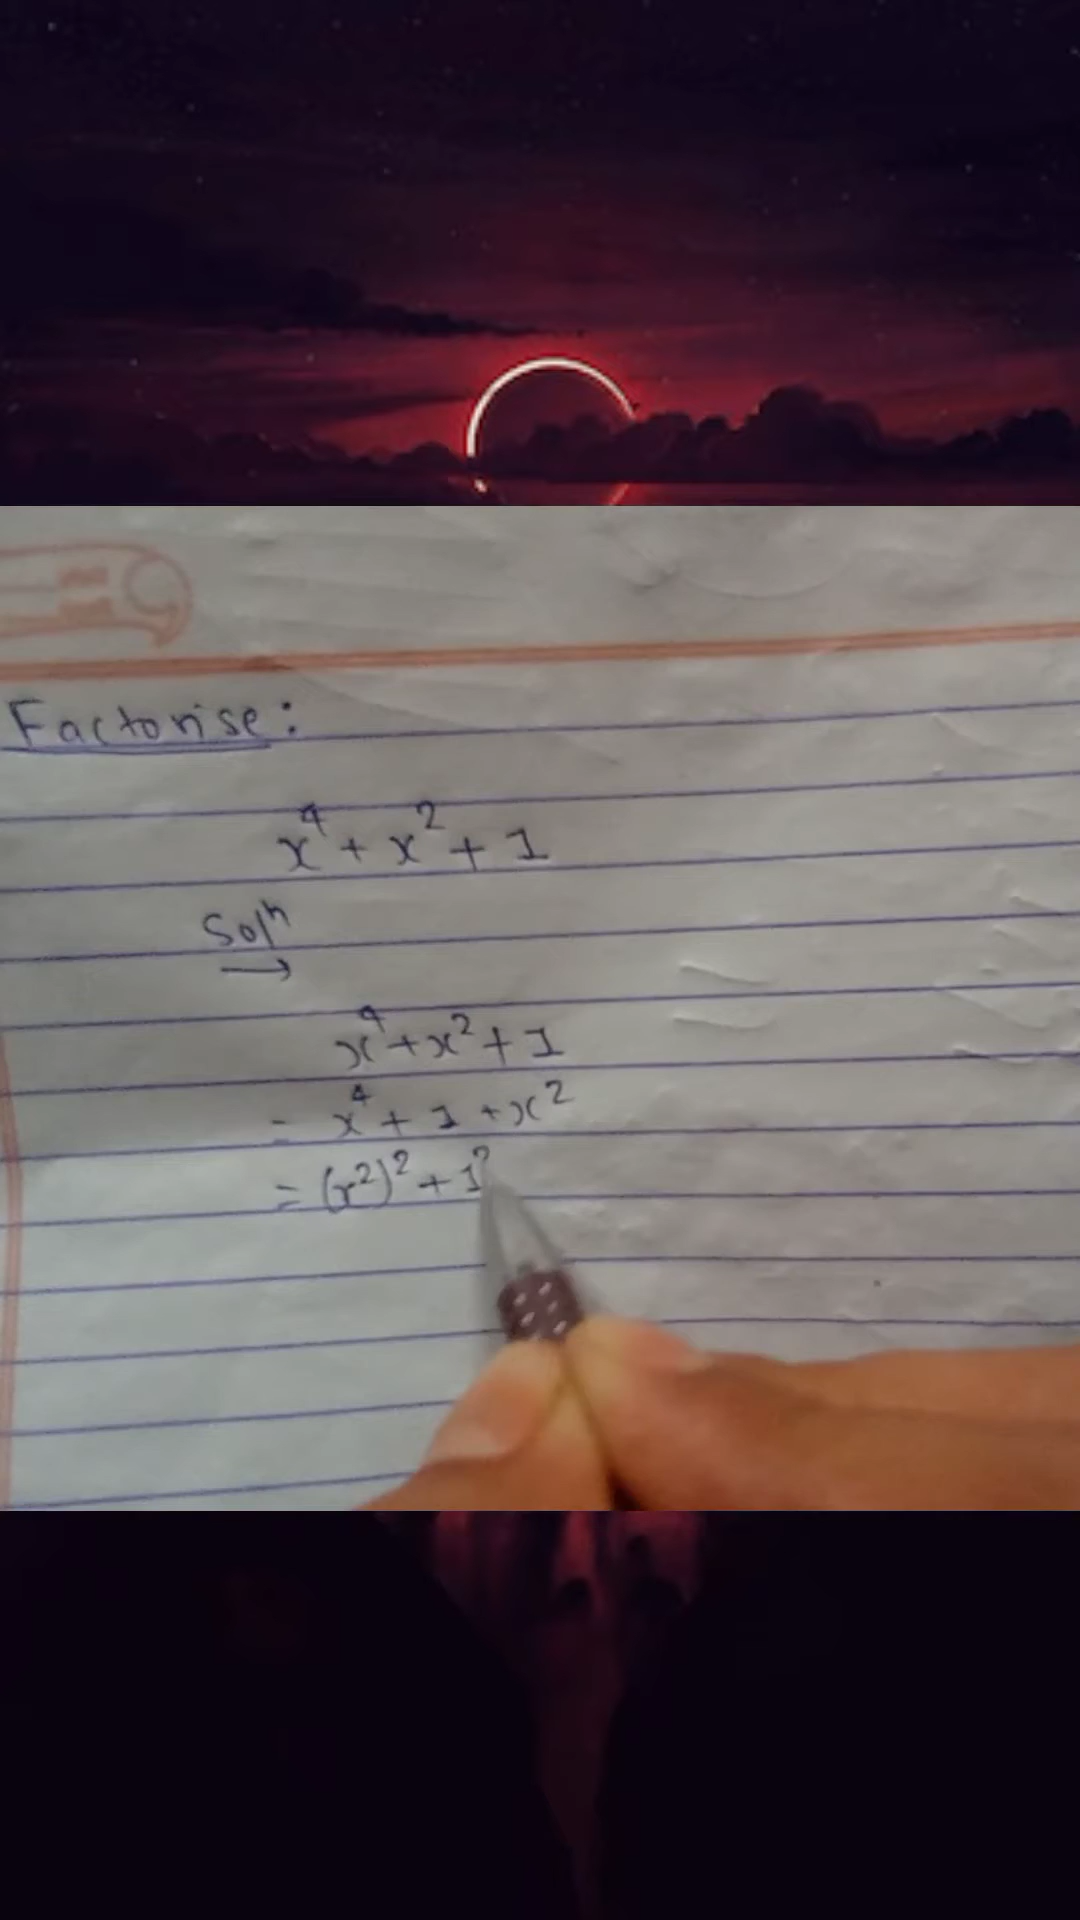 Factorise:
x⁴ + x² + 1
Solⁿ
→
x⁴ + x² + 1
= x⁴ + 1 + x²
= (x²)² + 1²